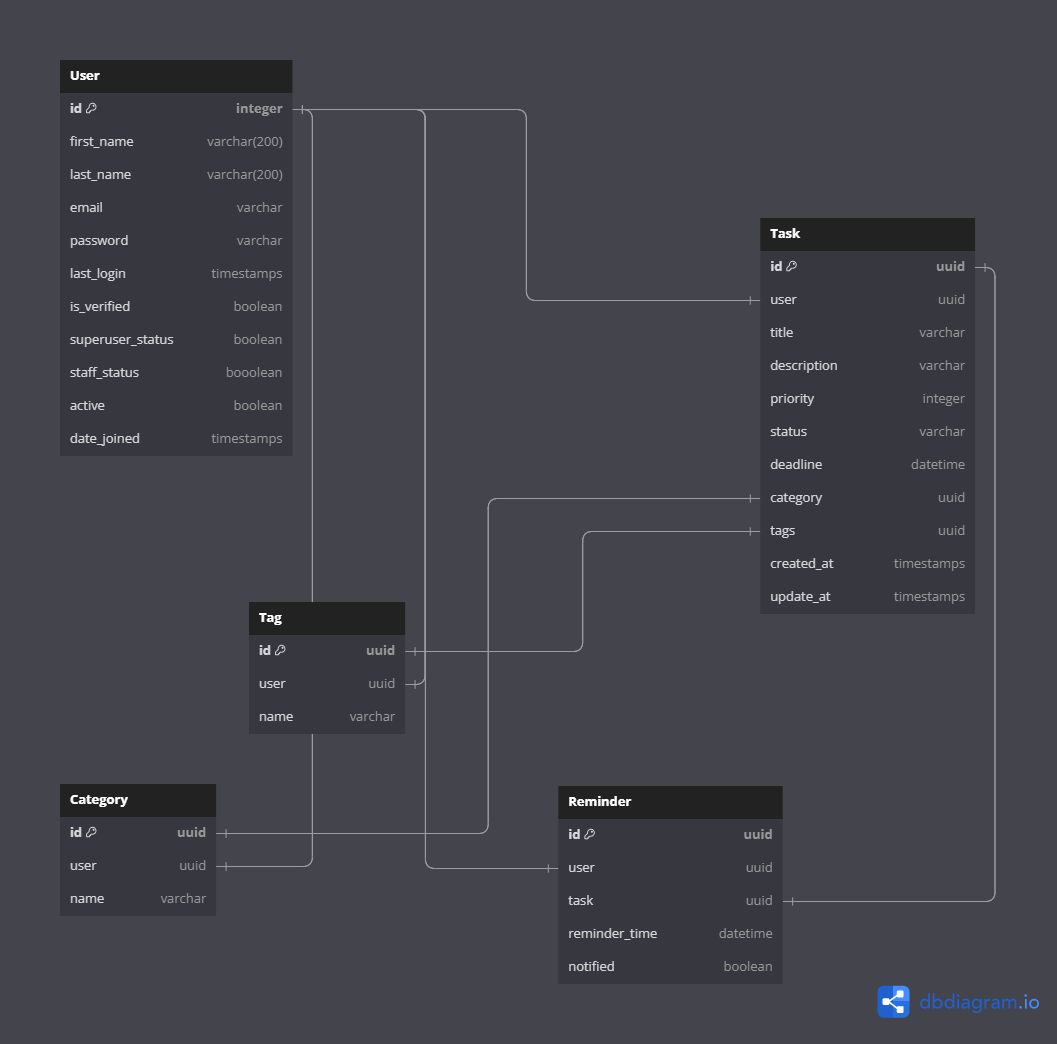 User
id integer
first_name varchar(200)
last_name varchar(200)
email varchar
password varchar
last_login timestamps
is_verified boolean
superuser_status boolean
staff_status booolean
active boolean
date_joined timestamps
Task
id uuid
user uuid
title varchar
description varchar
priority integer
status varchar
deadline datetime
category uuid
tags uuid
created_at timestamps
update_at timestamps
Tag
id uuid
user uuid
name varchar
Category
id uuid
user uuid
name varchar
Reminder
id uuid
user uuid
task uuid
reminder_time datetime
notified boolean
dbdiagram.io